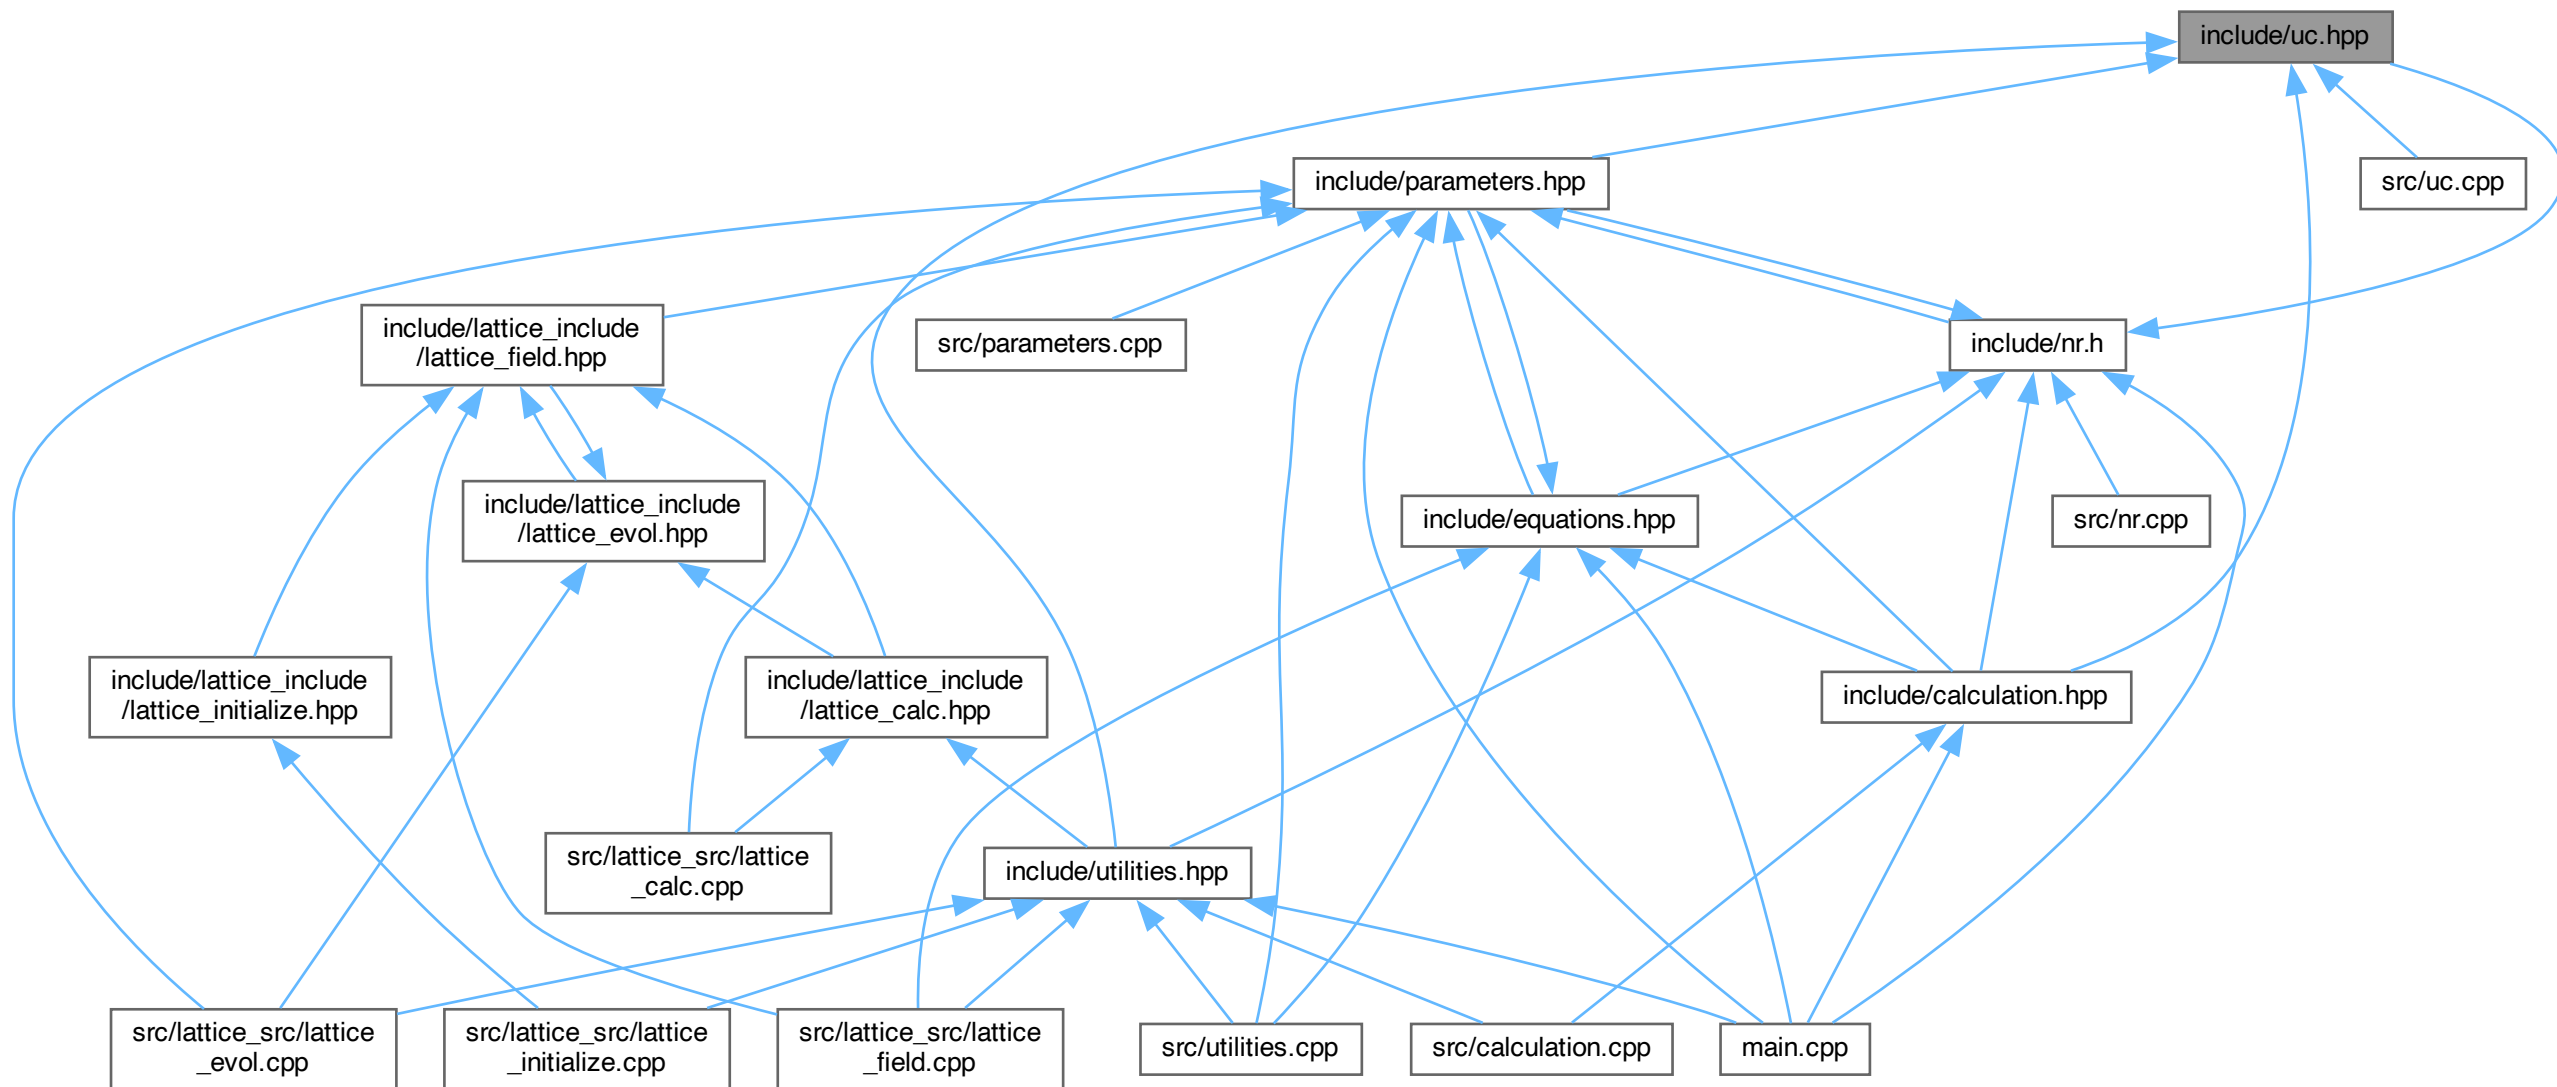 include/uc.hpp
include/parameters.hpp
src/uc.cpp
include/lattice_include
/lattice_field.hpp
src/parameters.cpp
include/nr.h
include/lattice_include
/lattice_evol.hpp
include/equations.hpp
src/nr.cpp
include/lattice_include
/lattice_initialize.hpp
include/lattice_include
/lattice_calc.hpp
include/calculation.hpp
src/lattice_src/lattice
_calc.cpp
include/utilities.hpp
src/lattice_src/lattice
_evol.cpp
src/lattice_src/lattice
_initialize.cpp
src/lattice_src/lattice
_field.cpp
src/utilities.cpp
src/calculation.cpp
main.cpp